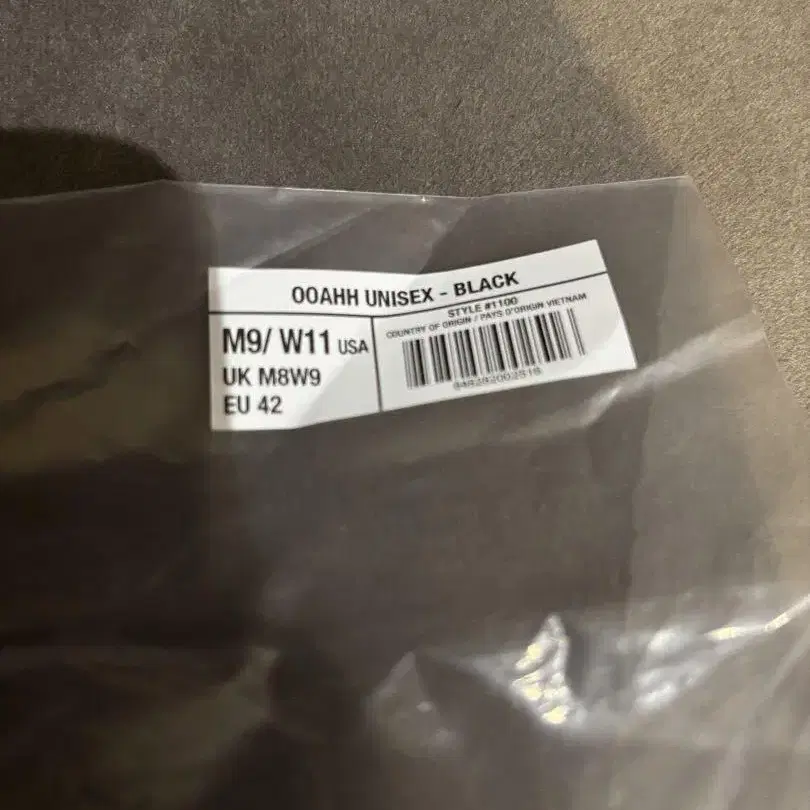 OOAHH UNISEX - BLACK
STYLE #1100
COUNTRY OF ORIGIN / PAYS D'ORIGIN VIETNAM
M9/ W11 USA
UK M8W9
EU 42